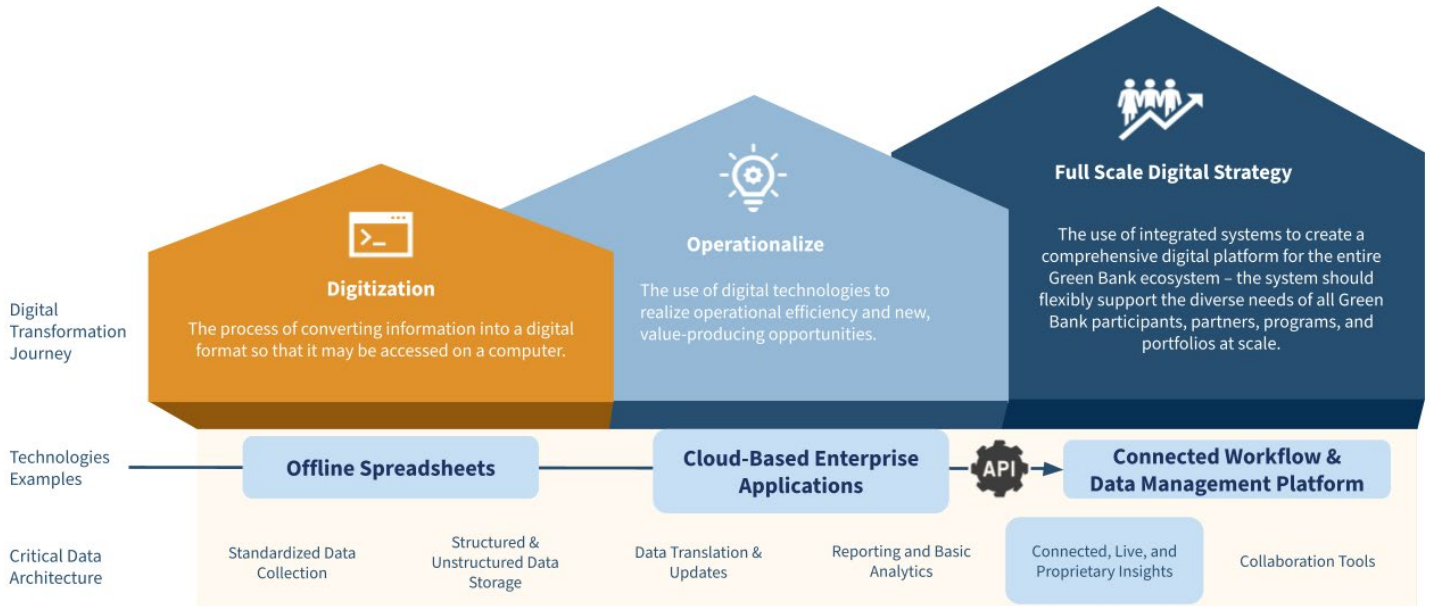 Full Scale Digital Strategy
The use of integrated systems to create a
comprehensive digital platform for the entire
Green Bank ecosystem – the system should
flexibly support the diverse needs of all Green
Bank participants, partners, programs, and
portfolios at scale.
Operationalize
The use of digital technologies to
realize operational efficiency and new,
value-producing opportunities.
>_
Digitization
The process of converting information into a digital
format so that it may be accessed on a computer.
Digital
Transformation
Journey
Technologies
Examples
Offline Spreadsheets
Cloud-Based Enterprise
Applications
API
Connected Workflow &
Data Management Platform
Critical Data
Architecture
Standardized Data
Collection
Structured &
Unstructured Data
Storage
Data Translation &
Updates
Reporting and Basic
Analytics
Connected, Live, and
Proprietary Insights
Collaboration Tools